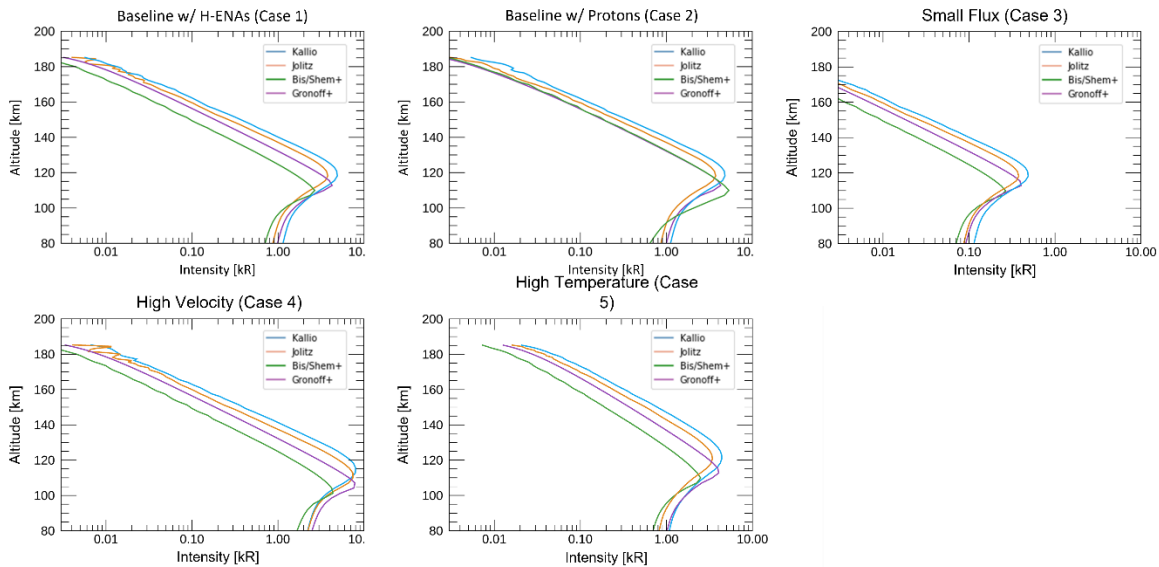 Baseline w/ H-ENAs (Case 1)
200
180
160
140
120
100
80
Altitude [km]
Kallio
Jolitz
Bis/Shem+
Gronoff+
0.01 0.10 1.00 10.
Intensity [kR]
Baseline w/ Protons (Case 2)
200
180
160
140
120
100
80
Altitude [km]
Kallio
Jolitz
Bis/Shem+
Gronoff+
0.01 0.10 1.00 10.
Intensity [kR]
Small Flux (Case 3)
200
180
160
140
120
100
80
Altitude [km]
Kallio
Jolitz
Bis/Shem+
Gronoff+
0.01 0.10 1.00 10.00
Intensity [kR]
High Velocity (Case 4)
200
180
160
140
120
100
80
Altitude [km]
Kallio
Jolitz
Bis/Shem+
Gronoff+
0.01 0.10 1.00 10.
Intensity [kR]
High Temperature (Case
5)
200
180
160
140
120
100
80
Altitude [km]
Kallio
Jolitz
Bis/Shem+
Gronoff+
0.01 0.10 1.00 10.00
Intensity [kR]